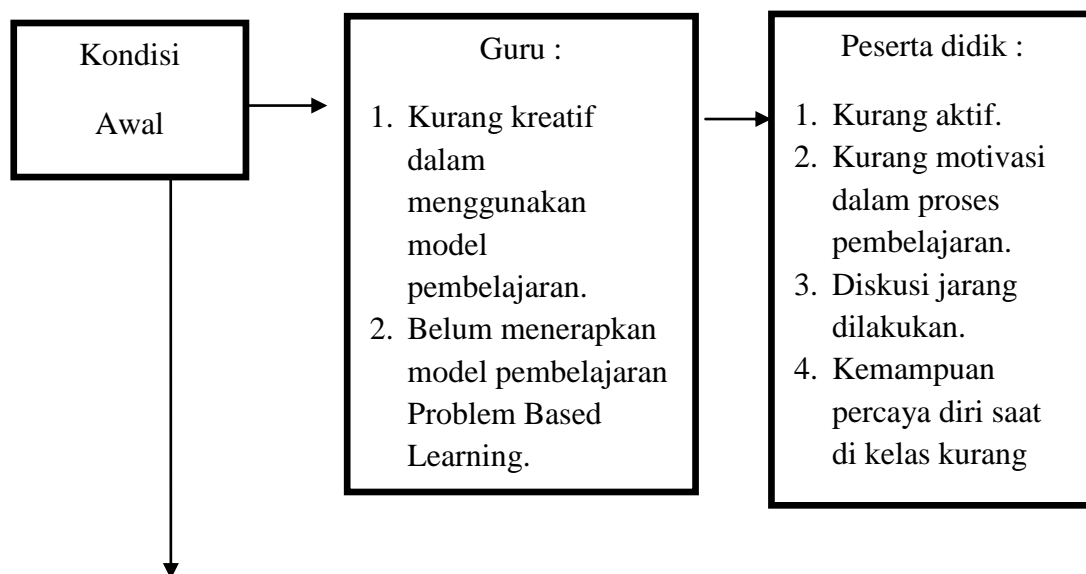 Kondisi
Awal
Guru :
1. Kurang kreatif
dalam
menggunakan
model
pembelajaran.
2. Belum menerapkan
model pembelajaran
Problem Based
Learning.
Peserta didik :
1. Kurang aktif.
2. Kurang motivasi
dalam proses
pembelajaran.
3. Diskusi jarang
dilakukan.
4. Kemampuan
percaya diri saat
di kelas kurang